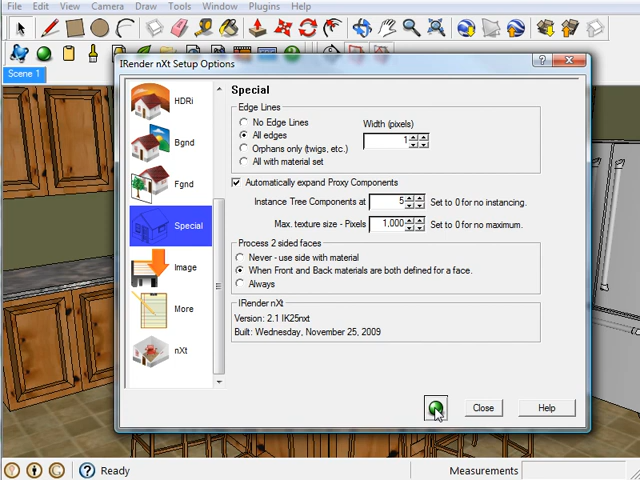 File Edit View Camera Draw Tools Window Plugins Help
Scene 1
IRender nXt Setup Options
HDRi
Bgnd
Fgnd
Special
Image
More
nXt
Special
Edge Lines
No Edge Lines
All edges
Orphans only (twigs, etc.)
All with material set
Width (pixels)
1
Automatically expand Proxy Components
Instance Tree Components at 5 Set to 0 for no instancing.
Max. texture size - Pixels 1,000 Set to 0 for no maximum.
Process 2 sided faces
Never - use side with material
When Front and Back materials are both defined for a face.
Always
IRender nXt
Version: 2.1 IK25nxt
Built: Wednesday, November 25, 2009
Close Help
Ready Measurements